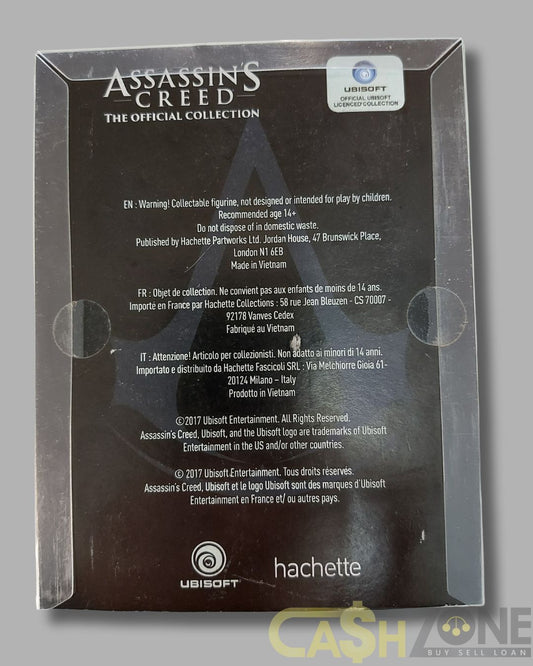 ASSASSIN'S
CREED
THE OFFICIAL COLLECTION
UBISOFT
OFFICIAL UBISOFT
LICENCED COLLECTION
EN : Warning! Collectable figurine, not designed or intended for play by children.
Recommended age 14+
Do not dispose of in domestic waste.
Published by Hachette Partworks Ltd. Jordan House, 47 Brunswick Place,
London N1 6EB
Made in Vietnam
FR : Objet de collection. Ne convient pas aux enfants de moins de 14 ans.
Importé en France par Hachette Collections : 58 rue Jean Bleuzen - CS 70007 -
92178 Vanves Cedex
Fabriqué au Vietnam
IT : Attenzione! Articolo per collezionisti. Non adatto ai minori di 14 anni.
Importato e distribuito da Hachette Fascicoli SRL : Via Melchiorre Gioia 61-
20124 Milano – Italy
Prodotto in Vietnam
©2017 Ubisoft Entertainment. All Rights Reserved.
Assassin's Creed, Ubisoft, and the Ubisoft logo are trademarks of Ubisoft
Entertainment in the US and/or other countries.
© 2017 Ubisoft Entertainment. Tous droits réservés.
Assassin's Creed, Ubisoft et le logo Ubisoft sont des marques d'Ubisoft
Entertainment en France et/ ou autres pays.
UBISOFT
hachette
CA$HZONE
BUY SELL LOAN